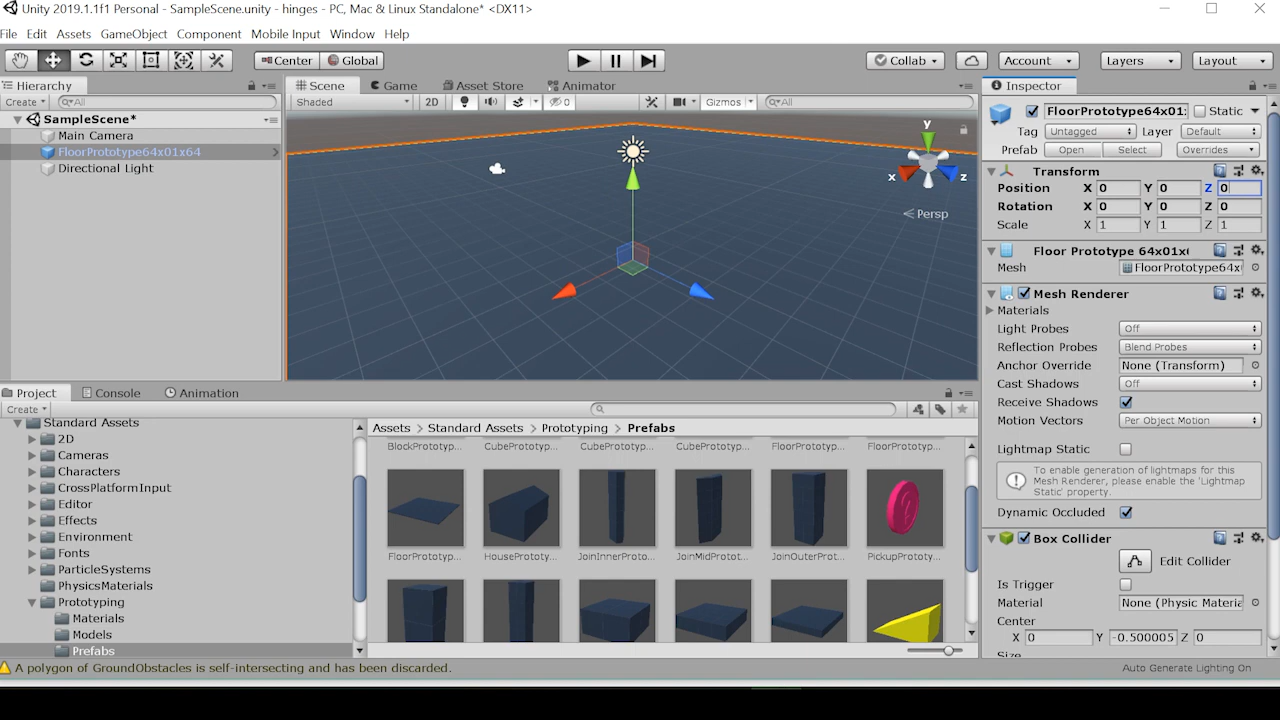 Unity 2019.1.1f1 Personal - SampleScene.unity - hinges - PC, Mac & Linux Standalone* <DX11>
File Edit Assets GameObject Component Mobile Input Window Help
Center Global Collab Account Layers Layout
Hierarchy Scene Game Asset Store Animator Inspector
Create All Shaded 2D 0 Gizmos All
FloorPrototype64x01x Static
SampleScene*
Main Camera
FloorPrototype64x01x64
Directional Light
y
x z
Persp
Tag Untagged Layer Default
Prefab Open Select Overrides
Transform
Position X 0 Y 0 Z 0
Rotation X 0 Y 0 Z 0
Scale X 1 Y 1 Z 1
Floor Prototype 64x01x
Mesh FloorPrototype64x
Mesh Renderer
Materials
Light Probes Off
Reflection Probes Blend Probes
Anchor Override None (Transform)
Cast Shadows Off
Receive Shadows
Motion Vectors Per Object Motion
Lightmap Static
To enable generation of lightmaps for this
Mesh Renderer, please enable the 'Lightmap
Static' property.
Dynamic Occluded
Box Collider
Edit Collider
Is Trigger
Material None (Physic Materia
Center
X 0 Y -0.500005 Z 0
Size
Project Console Animation
Create
Standard Assets
2D
Cameras
Characters
CrossPlatformInput
Editor
Effects
Environment
Fonts
ParticleSystems
PhysicsMaterials
Prototyping
Materials
Models
Prefabs
Assets > Standard Assets > Prototyping > Prefabs
BlockPrototyp... CubePrototyp... CubePrototyp... CubePrototyp... FloorPrototyp... FloorPrototyp...
FloorPrototyp... HousePrototy... JoinInnerProto... JoinMidProtot... JoinOuterProt... PickupPrototy...
A polygon of GroundObstacles is self-intersecting and has been discarded.
Auto Generate Lighting On